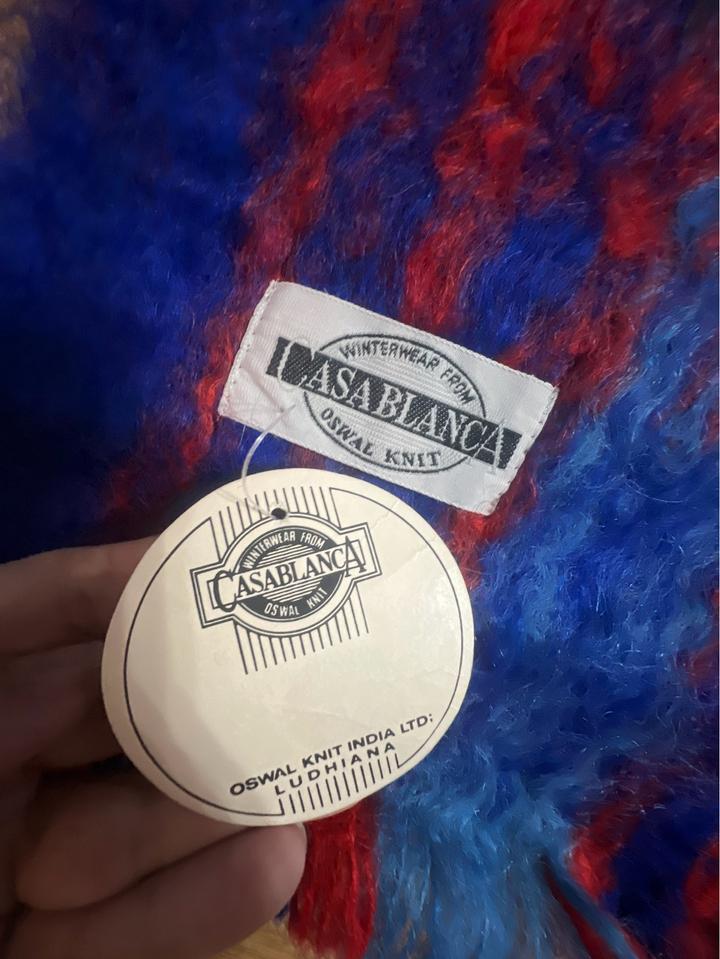 WINTERWEAR FROM
CASABLANCA
OSWAL KNIT
WINTERWEAR FROM
CASABLANCA
OSWAL KNIT
OSWAL KNIT INDIA LTD:
LUDHIANA